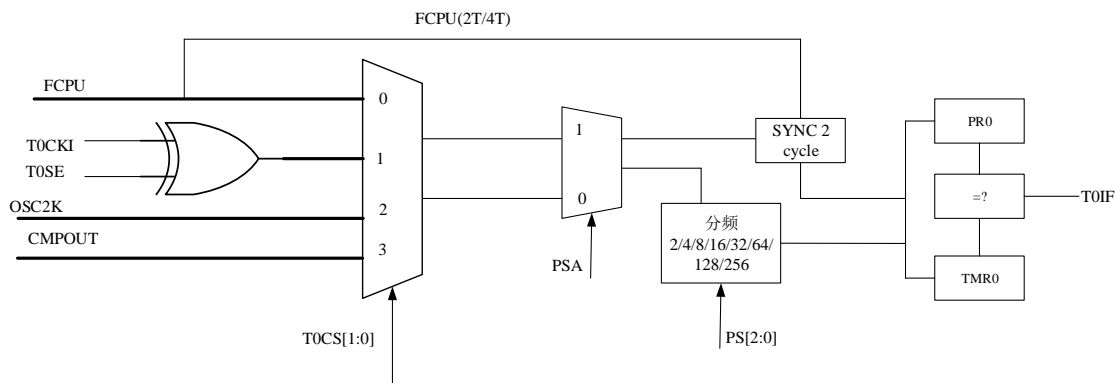 FCPU(2T/4T)
FCPU
0
T0CKI
T0SE
1
OSC2K
2
CMPOUT
3
T0CS[1:0]
1
0
PSA
SYNC 2
cycle
分频
2/4/8/16/32/64/
128/256
PS[2:0]
PR0
=?
T0IF
TMR0